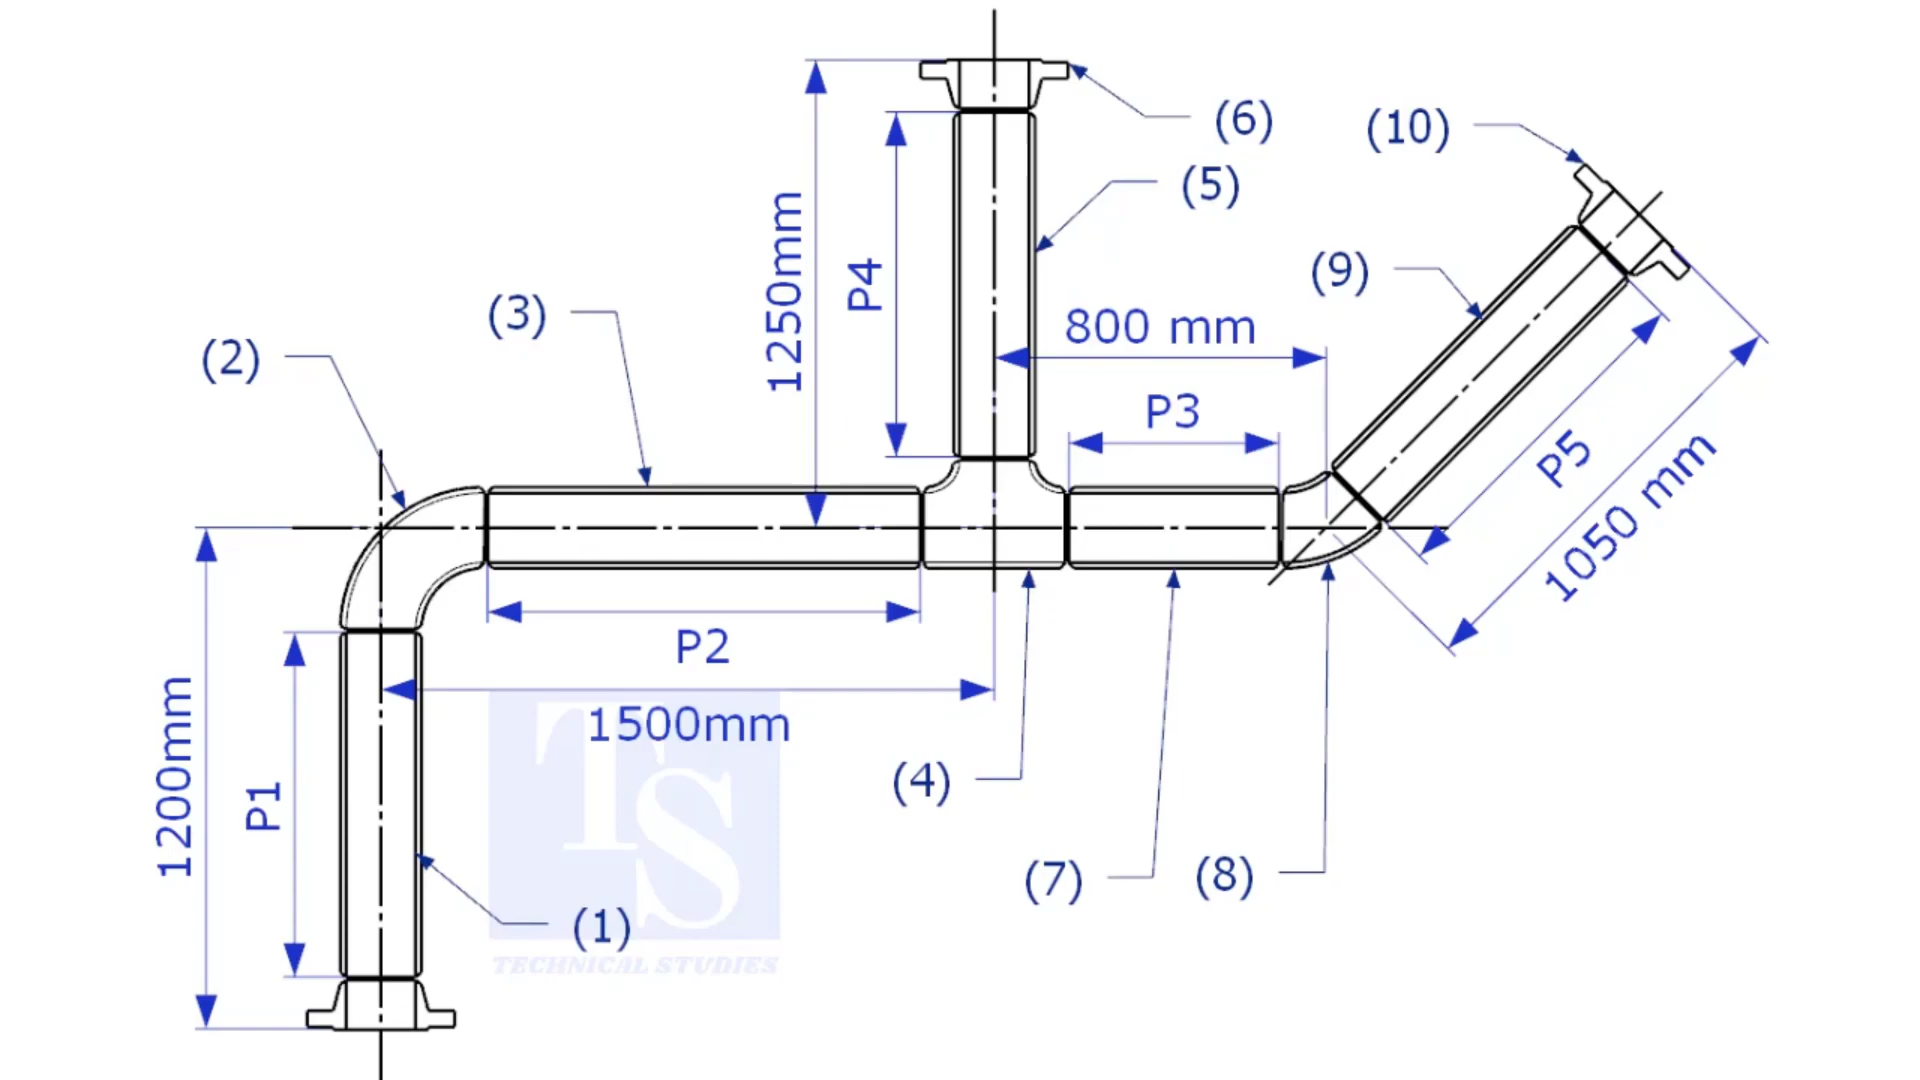 (6)
(10)
(5)
1250mm
P4
(9)
(3)
800 mm
(2)
P3
P5
1050 mm
P2
1500mm
1200mm
P1
(4)
(7)
(8)
(1)
TS
TECHNICAL STUDIES